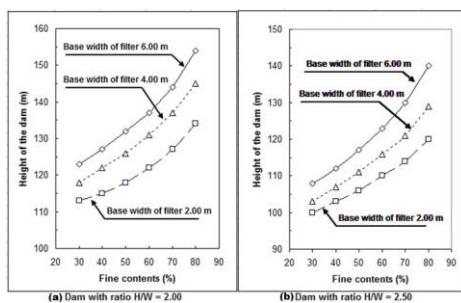 Height of the dam (m)
160
150
140
130
120
110
100
Base width of filter 6.00 m
Base width of filter 4.00 m
Base width of filter 2.00 m
20 30 40 50 60 70 80 90
Fine contents (%)
(a) Dam with ratio H/W = 2.00
Height of the dam (m)
150
140
130
120
110
100
90
Base width of filter 6.00 m
Base width of filter 4.00 m
Base width of filter 2.00 m
20 30 40 50 60 70 80 90
Fine contents (%)
(b) Dam with ratio H/W = 2.50